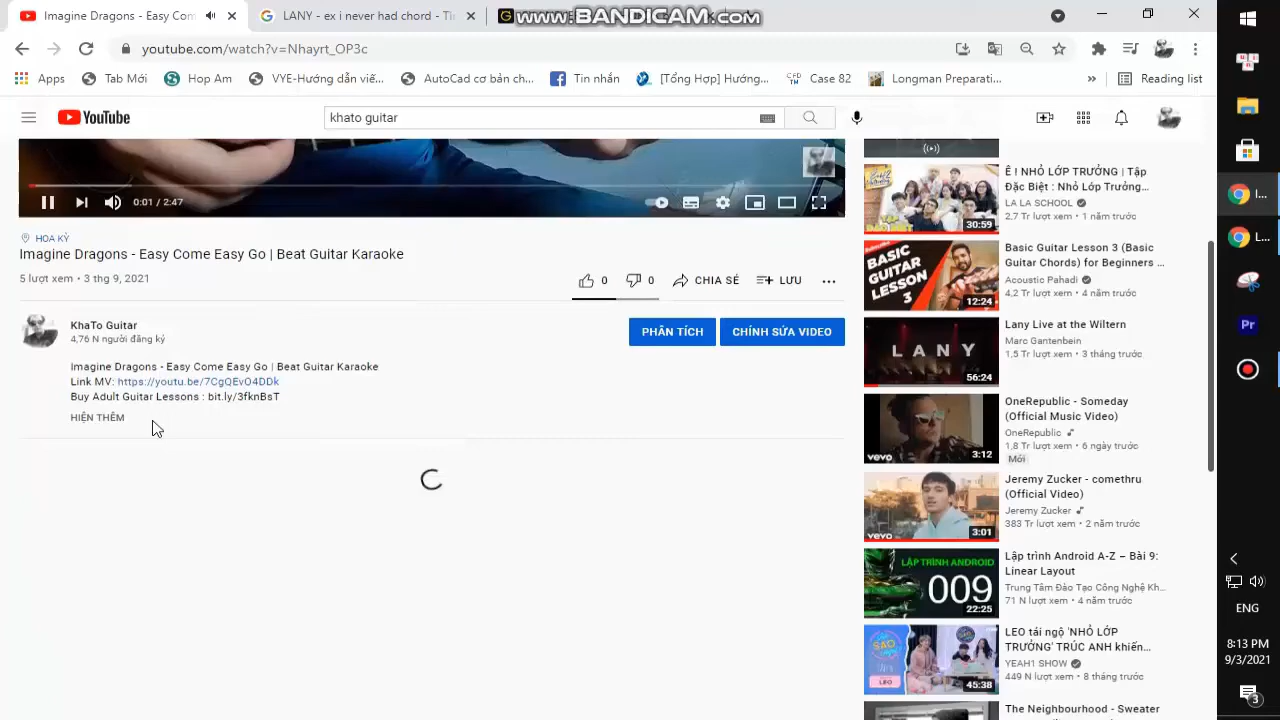 Imagine Dragons - Easy Com
LANY - ex i never had chord - Tì
www.BANDICAM.com
youtube.com/watch?v=Nhayrt_OP3c
Apps
Tab Mới
Hop Am
VYE-Hướng dẫn viế...
AutoCad cơ bản ch...
Tin nhắn
[Tổng Hợp] Hướng...
Case 82
Longman Preparati...
»
Reading list
YouTube
khato guitar
0:01 / 2:47
HOA KỲ
Imagine Dragons - Easy Come Easy Go | Beat Guitar Karaoke
5 lượt xem • 3 thg 9, 2021
0
0
CHIA SẺ
LƯU
KhaTo Guitar
4,76 N người đăng ký
PHÂN TÍCH
CHỈNH SỬA VIDEO
Imagine Dragons - Easy Come Easy Go | Beat Guitar Karaoke
Link MV: https://youtu.be/7CgQEvO4DDk
Buy Adult Guitar Lessons : bit.ly/3fknBsT
HIỆN THÊM
Ê ! NHỎ LỚP TRƯỞNG | Tập
Đặc Biệt : Nhỏ Lớp Trưởng...
LA LA SCHOOL
2,7 Tr lượt xem • 1 năm trước
30:59
Basic Guitar Lesson 3 (Basic
Guitar Chords) for Beginners ...
Acoustic Pahadi
4,2 Tr lượt xem • 4 năm trước
BASIC
GUITAR
LESSON
3
12:24
Lany Live at the Wiltern
Marc Gantenbein
1,5 Tr lượt xem • 3 tháng trước
LANY
56:24
OneRepublic - Someday
(Official Music Video)
OneRepublic
1,8 Tr lượt xem • 6 ngày trước
Mới
vevo
3:12
Jeremy Zucker - comethru
(Official Video)
Jeremy Zucker
383 Tr lượt xem • 2 năm trước
vevo
3:01
Lập trình Android A-Z – Bài 9:
Linear Layout
Trung Tâm Đào Tạo Công Nghệ Kh...
71 N lượt xem • 4 năm trước
LẬP TRÌNH ANDROID
009
22:25
LEO tái ngộ 'NHỎ LỚP
TRƯỞNG' TRÚC ANH khiến...
YEAH1 SHOW
449 N lượt xem • 8 tháng trước
SAO
LEO
45:38
The Neighbourhood - Sweater
I...
L...
Pr
ENG
8:13 PM
9/3/2021
3